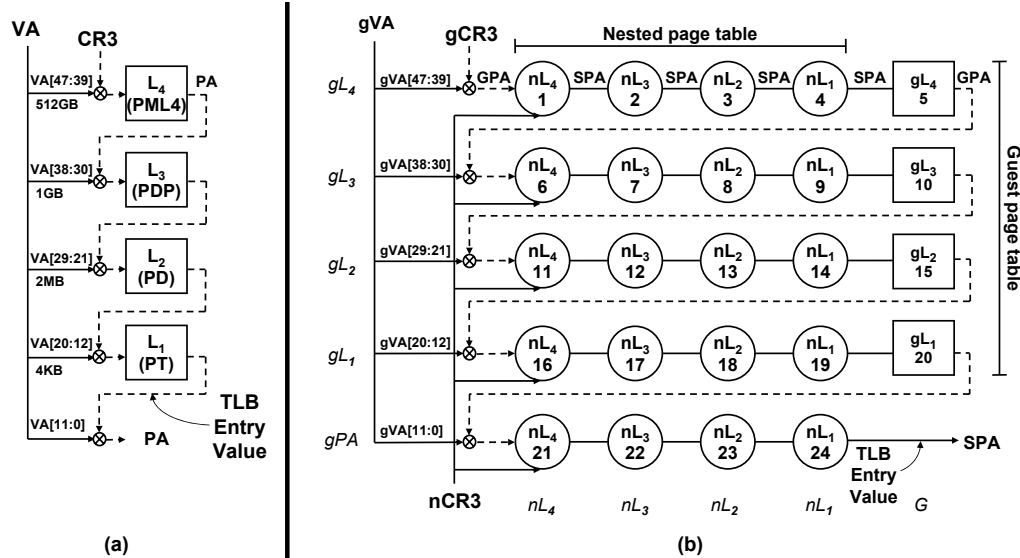 VA
CR3
VA[47:39]
512GB
L4
(PML4)
PA
VA[38:30]
1GB
L3
(PDP)
VA[29:21]
2MB
L2
(PD)
VA[20:12]
4KB
L1
(PT)
VA[11:0]
PA
TLB
Entry
Value
(a)
gVA
gCR3
Nested page table
gL4
gVA[47:39]
GPA
nL4
1
SPA
nL3
2
SPA
nL2
3
SPA
nL1
4
SPA
gL4
5
GPA
gL3
gVA[38:30]
nL4
6
nL3
7
nL2
8
nL1
9
gL3
10
gL2
gVA[29:21]
nL4
11
nL3
12
nL2
13
nL1
14
gL2
15
gL1
gVA[20:12]
nL4
16
nL3
17
nL2
18
nL1
19
gL1
20
Guest page table
gPA
gVA[11:0]
nL4
21
nL3
22
nL2
23
nL1
24
TLB
Entry
Value
SPA
nCR3
nL4
nL3
nL2
nL1
G
(b)